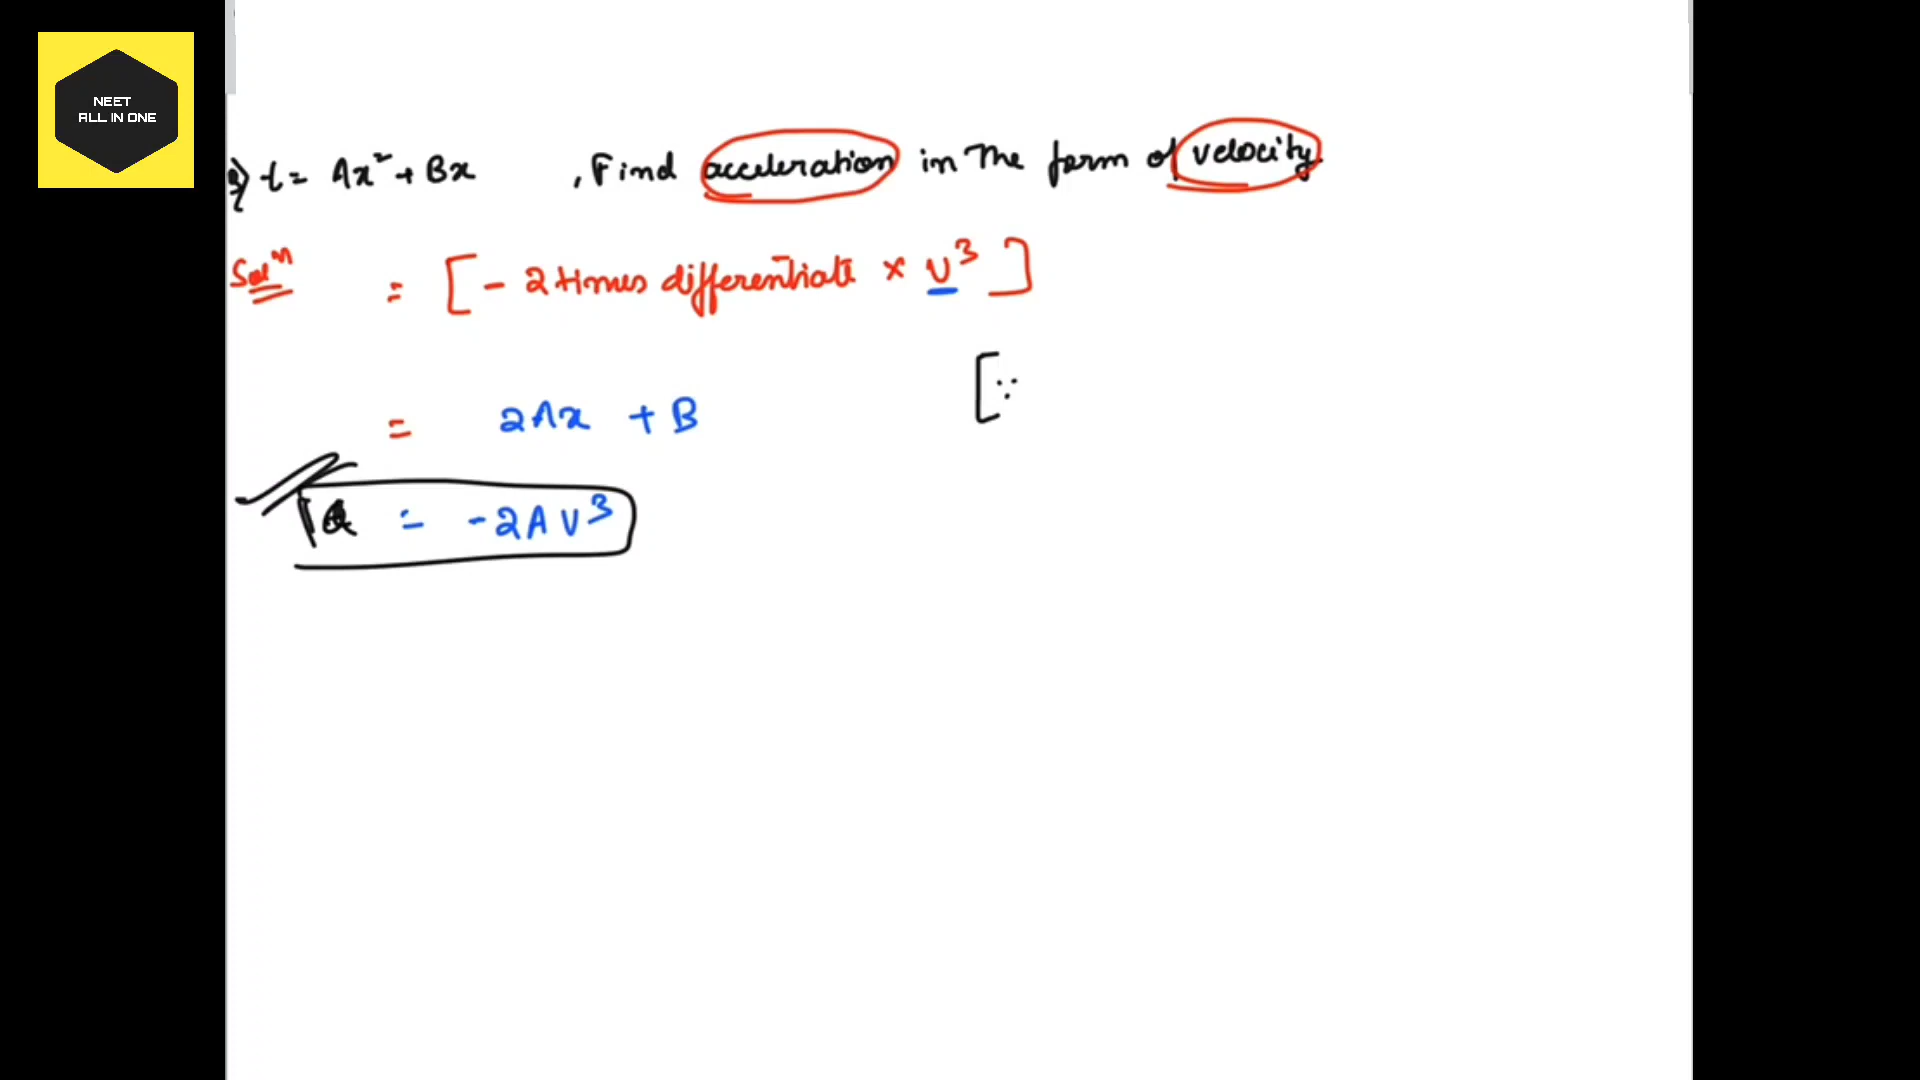 NEET
ALL IN ONE
Q) t = Ax² + Bx , Find acceleration in The form of velocity.
Solⁿ = [ - 2 times differentiate × v³ ]
[∵
= 2Ax + B
a = -2Av³